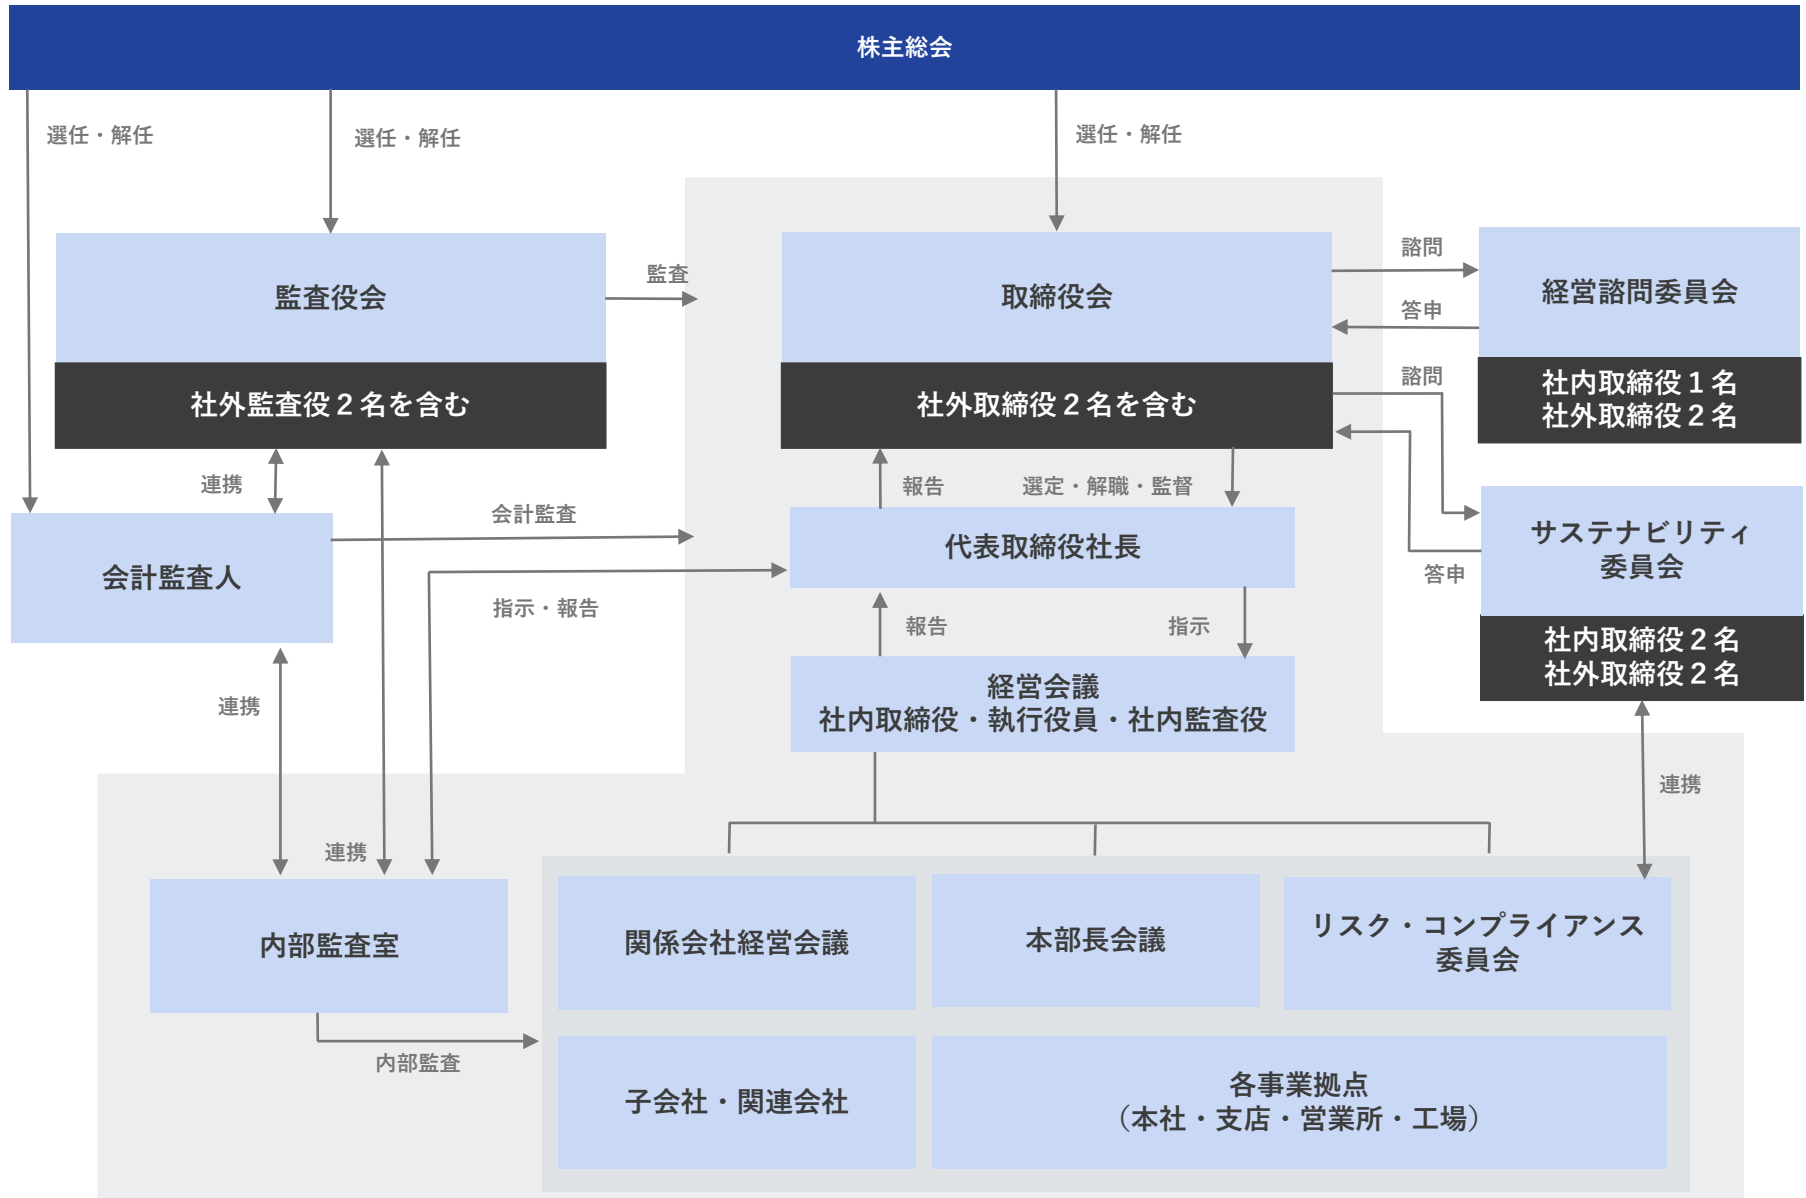 株主総会
選任・解任
選任・解任
選任・解任
監査役会
社外監査役２名を含む
監査
取締役会
社外取締役２名を含む
諮問
答申
経営諮問委員会
社内取締役１名
社外取締役２名
諮問
答申
サステナビリティ
委員会
社内取締役２名
社外取締役２名
連携
会計監査人
会計監査
指示・報告
報告
選定・解職・監督
代表取締役社長
報告
指示
経営会議
社内取締役・執行役員・社内監査役
連携
連携
連携
内部監査室
内部監査
関係会社経営会議
本部長会議
リスク・コンプライアンス
委員会
子会社・関連会社
各事業拠点
（本社・支店・営業所・工場）